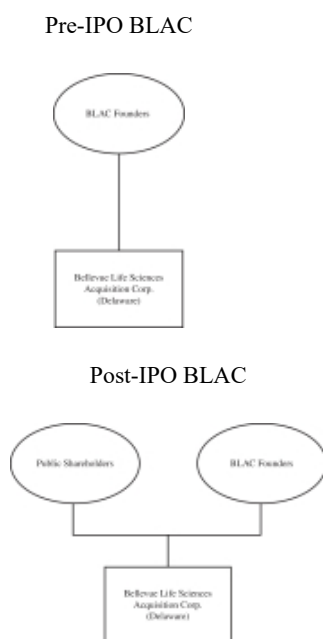 Pre-IPO BLAC
BLAC Founders
Bellevue Life Sciences
Acquisition Corp.
(Delaware)
Post-IPO BLAC
Public Shareholders
BLAC Founders
Bellevue Life Sciences
Acquisition Corp.
(Delaware)